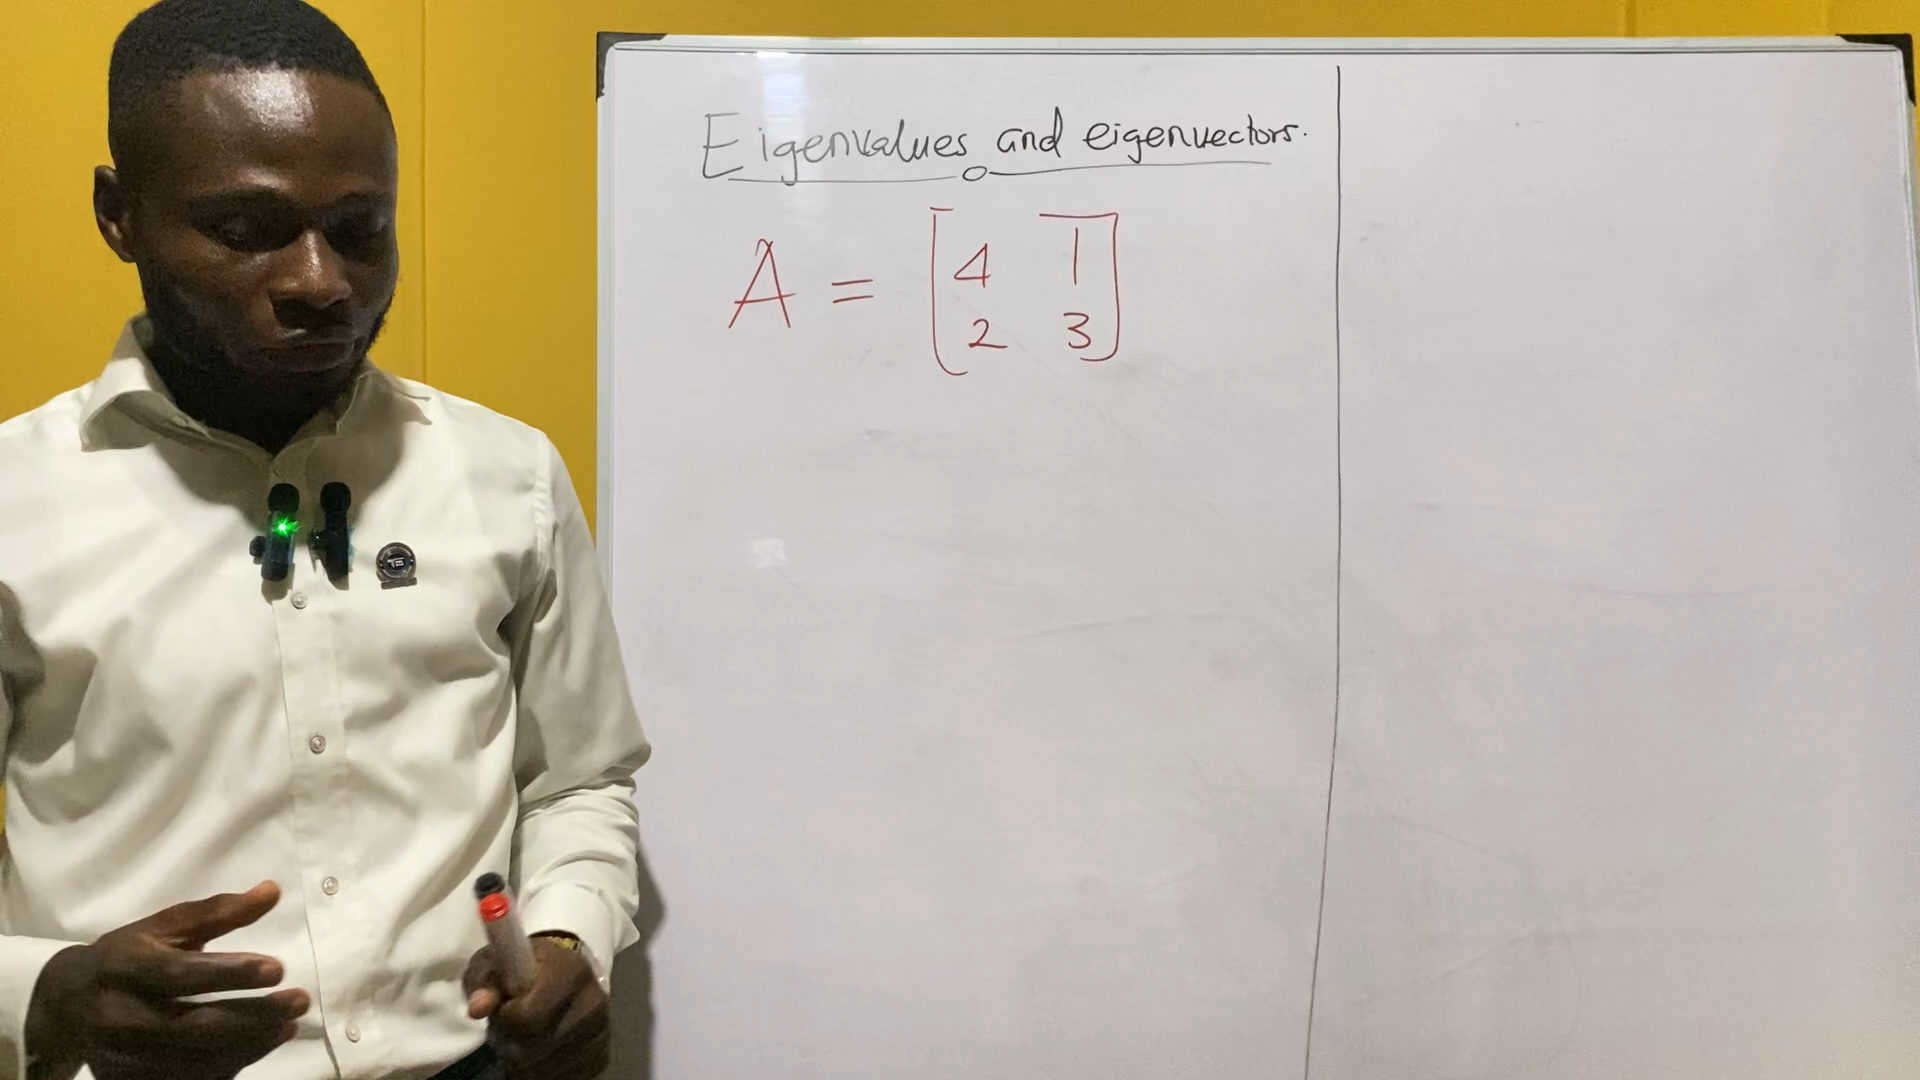 Eigenvalues and eigenvectors.
A = [4 1
2 3]